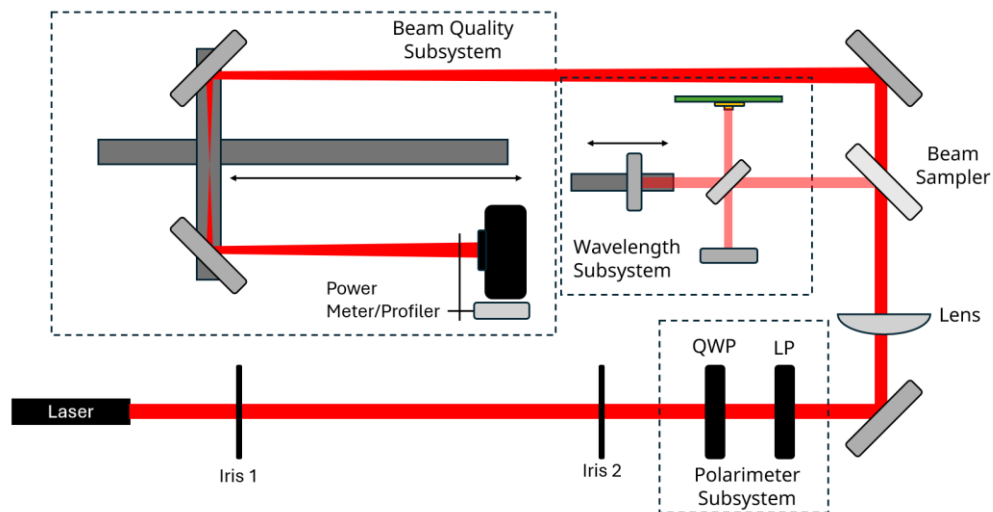 Beam Quality
Subsystem
Beam
Sampler
Wavelength
Subsystem
Power
Meter/Profiler
Lens
QWP
LP
Laser
Iris 1
Iris 2
Polarimeter
Subsystem